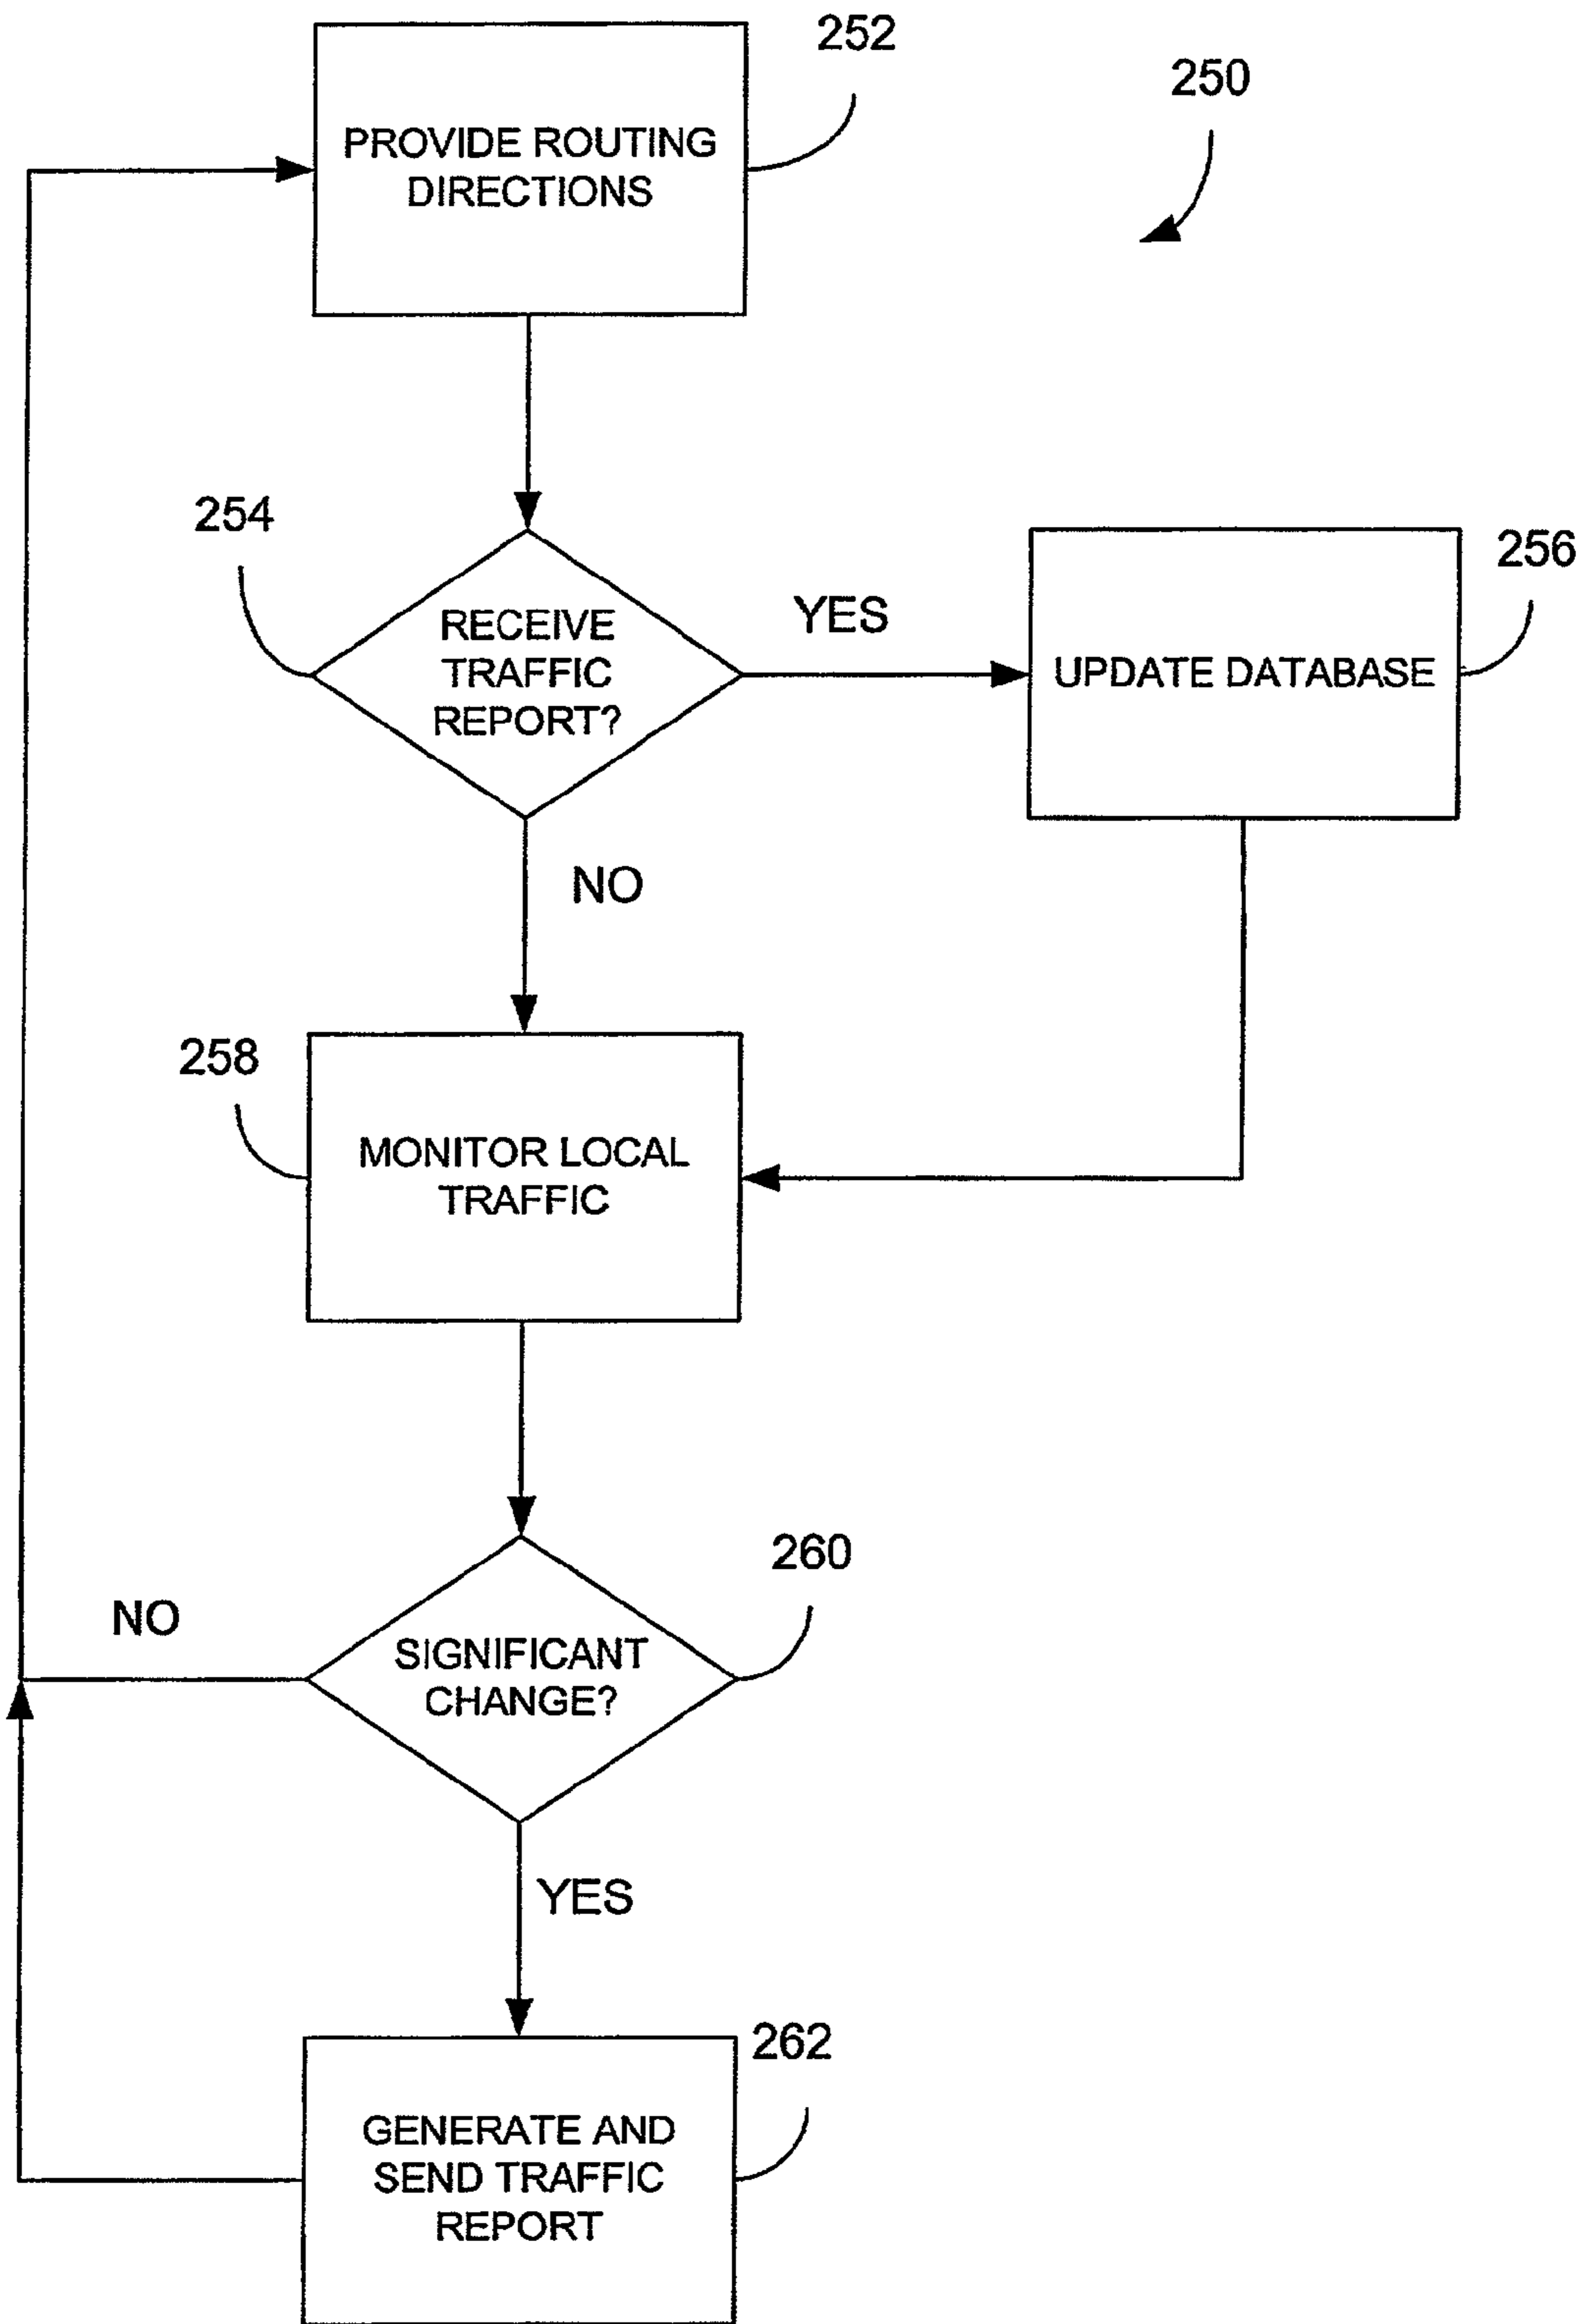 252
250
PROVIDE ROUTING
DIRECTIONS
254
RECEIVE
TRAFFIC
REPORT?
YES
256
UPDATE DATABASE
NO
258
MONITOR LOCAL
TRAFFIC
260
NO
SIGNIFICANT
CHANGE?
YES
262
GENERATE AND
SEND TRAFFIC
REPORT